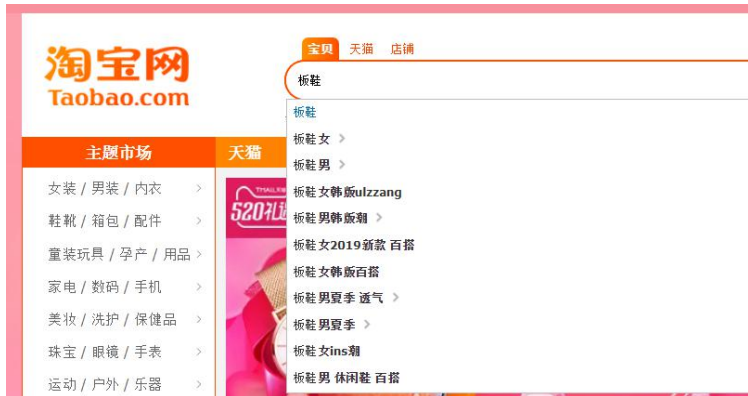 宝贝 天猫 店铺
淘宝网
Taobao.com
板鞋
板鞋
板鞋女 >
板鞋男 >
板鞋女韩版ulzzang
板鞋男韩版潮 >
板鞋女2019新款 百搭
板鞋女韩版百搭
板鞋男夏季 透气 >
板鞋男夏季 >
板鞋女ins潮
板鞋男 休闲鞋 百搭
主题市场
天猫
女装 / 男装 / 内衣 >
鞋靴 / 箱包 / 配件 >
童装玩具 / 孕产 / 用品 >
家电 / 数码 / 手机 >
美妆 / 洗护 / 保健品 >
珠宝 / 眼镜 / 手表 >
运动 / 户外 / 乐器 >
520礼